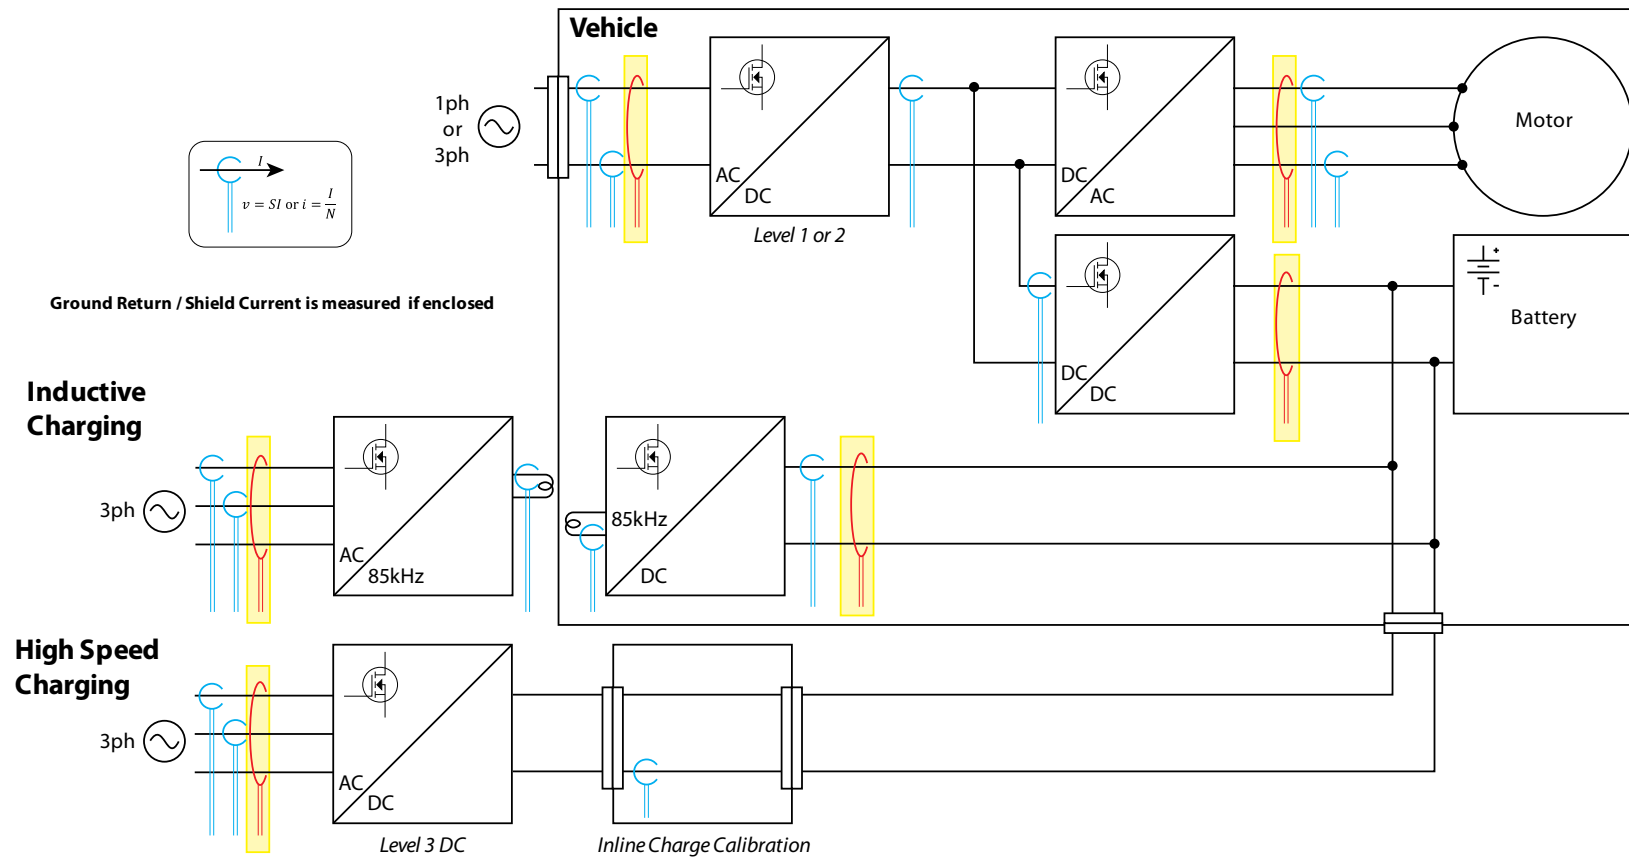 Vehicle
1ph
or
3ph
AC
DC
Level 1 or 2
DC
AC
Motor
I
v = SI or i = I/N
Ground Return / Shield Current is measured if enclosed
DC
DC
+
-
Battery
Inductive
Charging
3ph
AC
85kHz
85kHz
DC
High Speed
Charging
3ph
AC
DC
Level 3 DC
Inline Charge Calibration